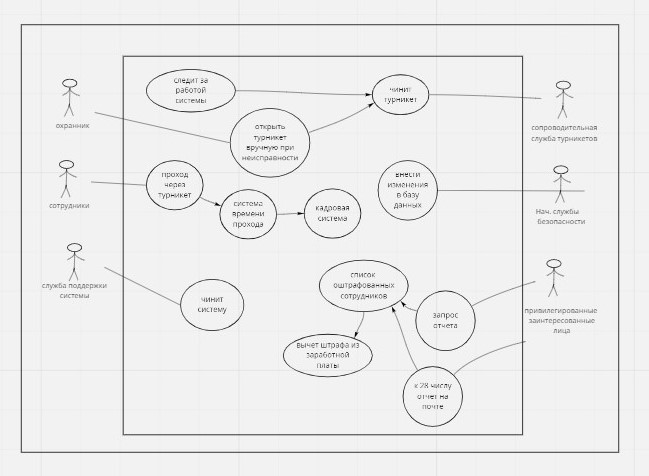 следит за
работой
системы
чинит
турникет
охранник
открыть
турникет
вручную при
неисправности
сопроводительная
служба турникетов
проход
через
турникет
внести
изменения
в базу
данных
сотрудники
система
времени
прохода
кадровая
система
Нач. службы
безопасности
служба поддержки
системы
чинит
систему
список
оштрафованных
сотрудников
запрос
отчета
привилегированные
заинтересованные
лица
вычет штрафа из
заработной
платы
к 28 числу
отчет на
почте